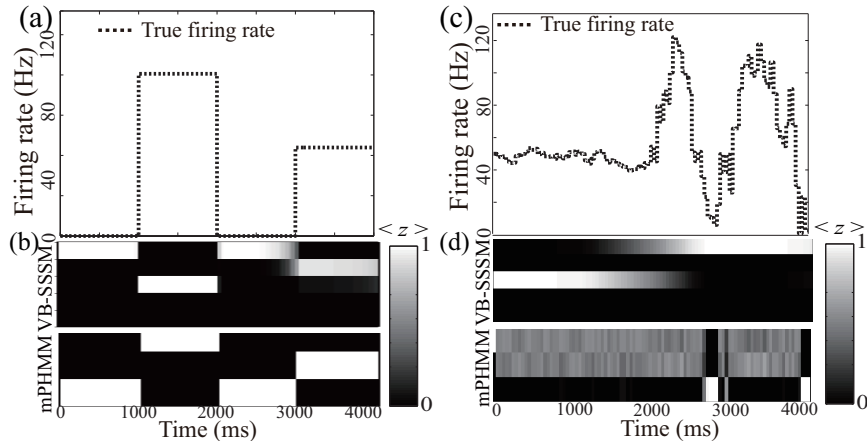 (a)
True firing rate
Firing rate (Hz)
0
40
80
120
(b)
VB-SSSM
mPHMM
< z >
1
0
0 1000 2000 3000 4000
Time (ms)
(c)
True firing rate
Firing rate (Hz)
0
40
80
120
(d)
VB-SSSM
mPHMM
< z >
1
0
0 1000 2000 3000 4000
Time (ms)